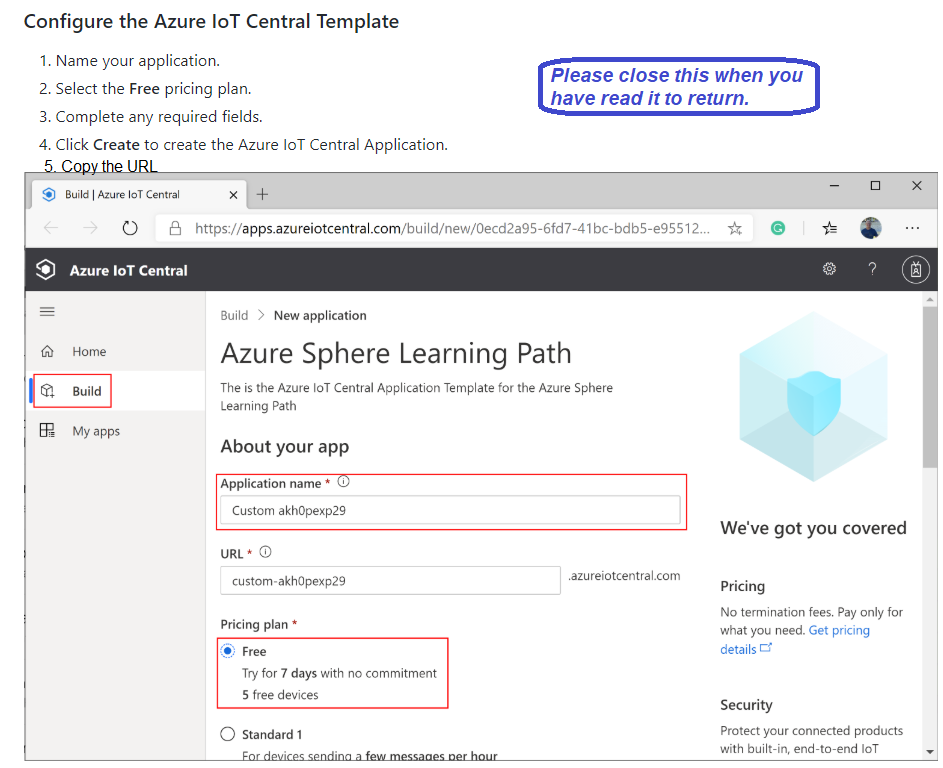 Configure the Azure IoT Central Template
1. Name your application.
2. Select the Free pricing plan.
3. Complete any required fields.
4. Click Create to create the Azure IoT Central Application.
5. Copy the URL
Please close this when you
have read it to return.
Build | Azure IoT Central
https://apps.azureiotcentral.com/build/new/0ecd2a95-6fd7-41bc-bdb5-e95512...
Azure IoT Central
?
Home
Build
My apps
Build > New application
Azure Sphere Learning Path
The is the Azure IoT Central Application Template for the Azure Sphere
Learning Path
About your app
Application name *
Custom akh0pexp29
URL *
custom-akh0pexp29
.azureiotcentral.com
Pricing plan *
Free
Try for 7 days with no commitment
5 free devices
Standard 1
For devices sending a few messages per hour
We've got you covered
Pricing
No termination fees. Pay only for
what you need. Get pricing
details
Security
Protect your connected products
with built-in, end-to-end IoT